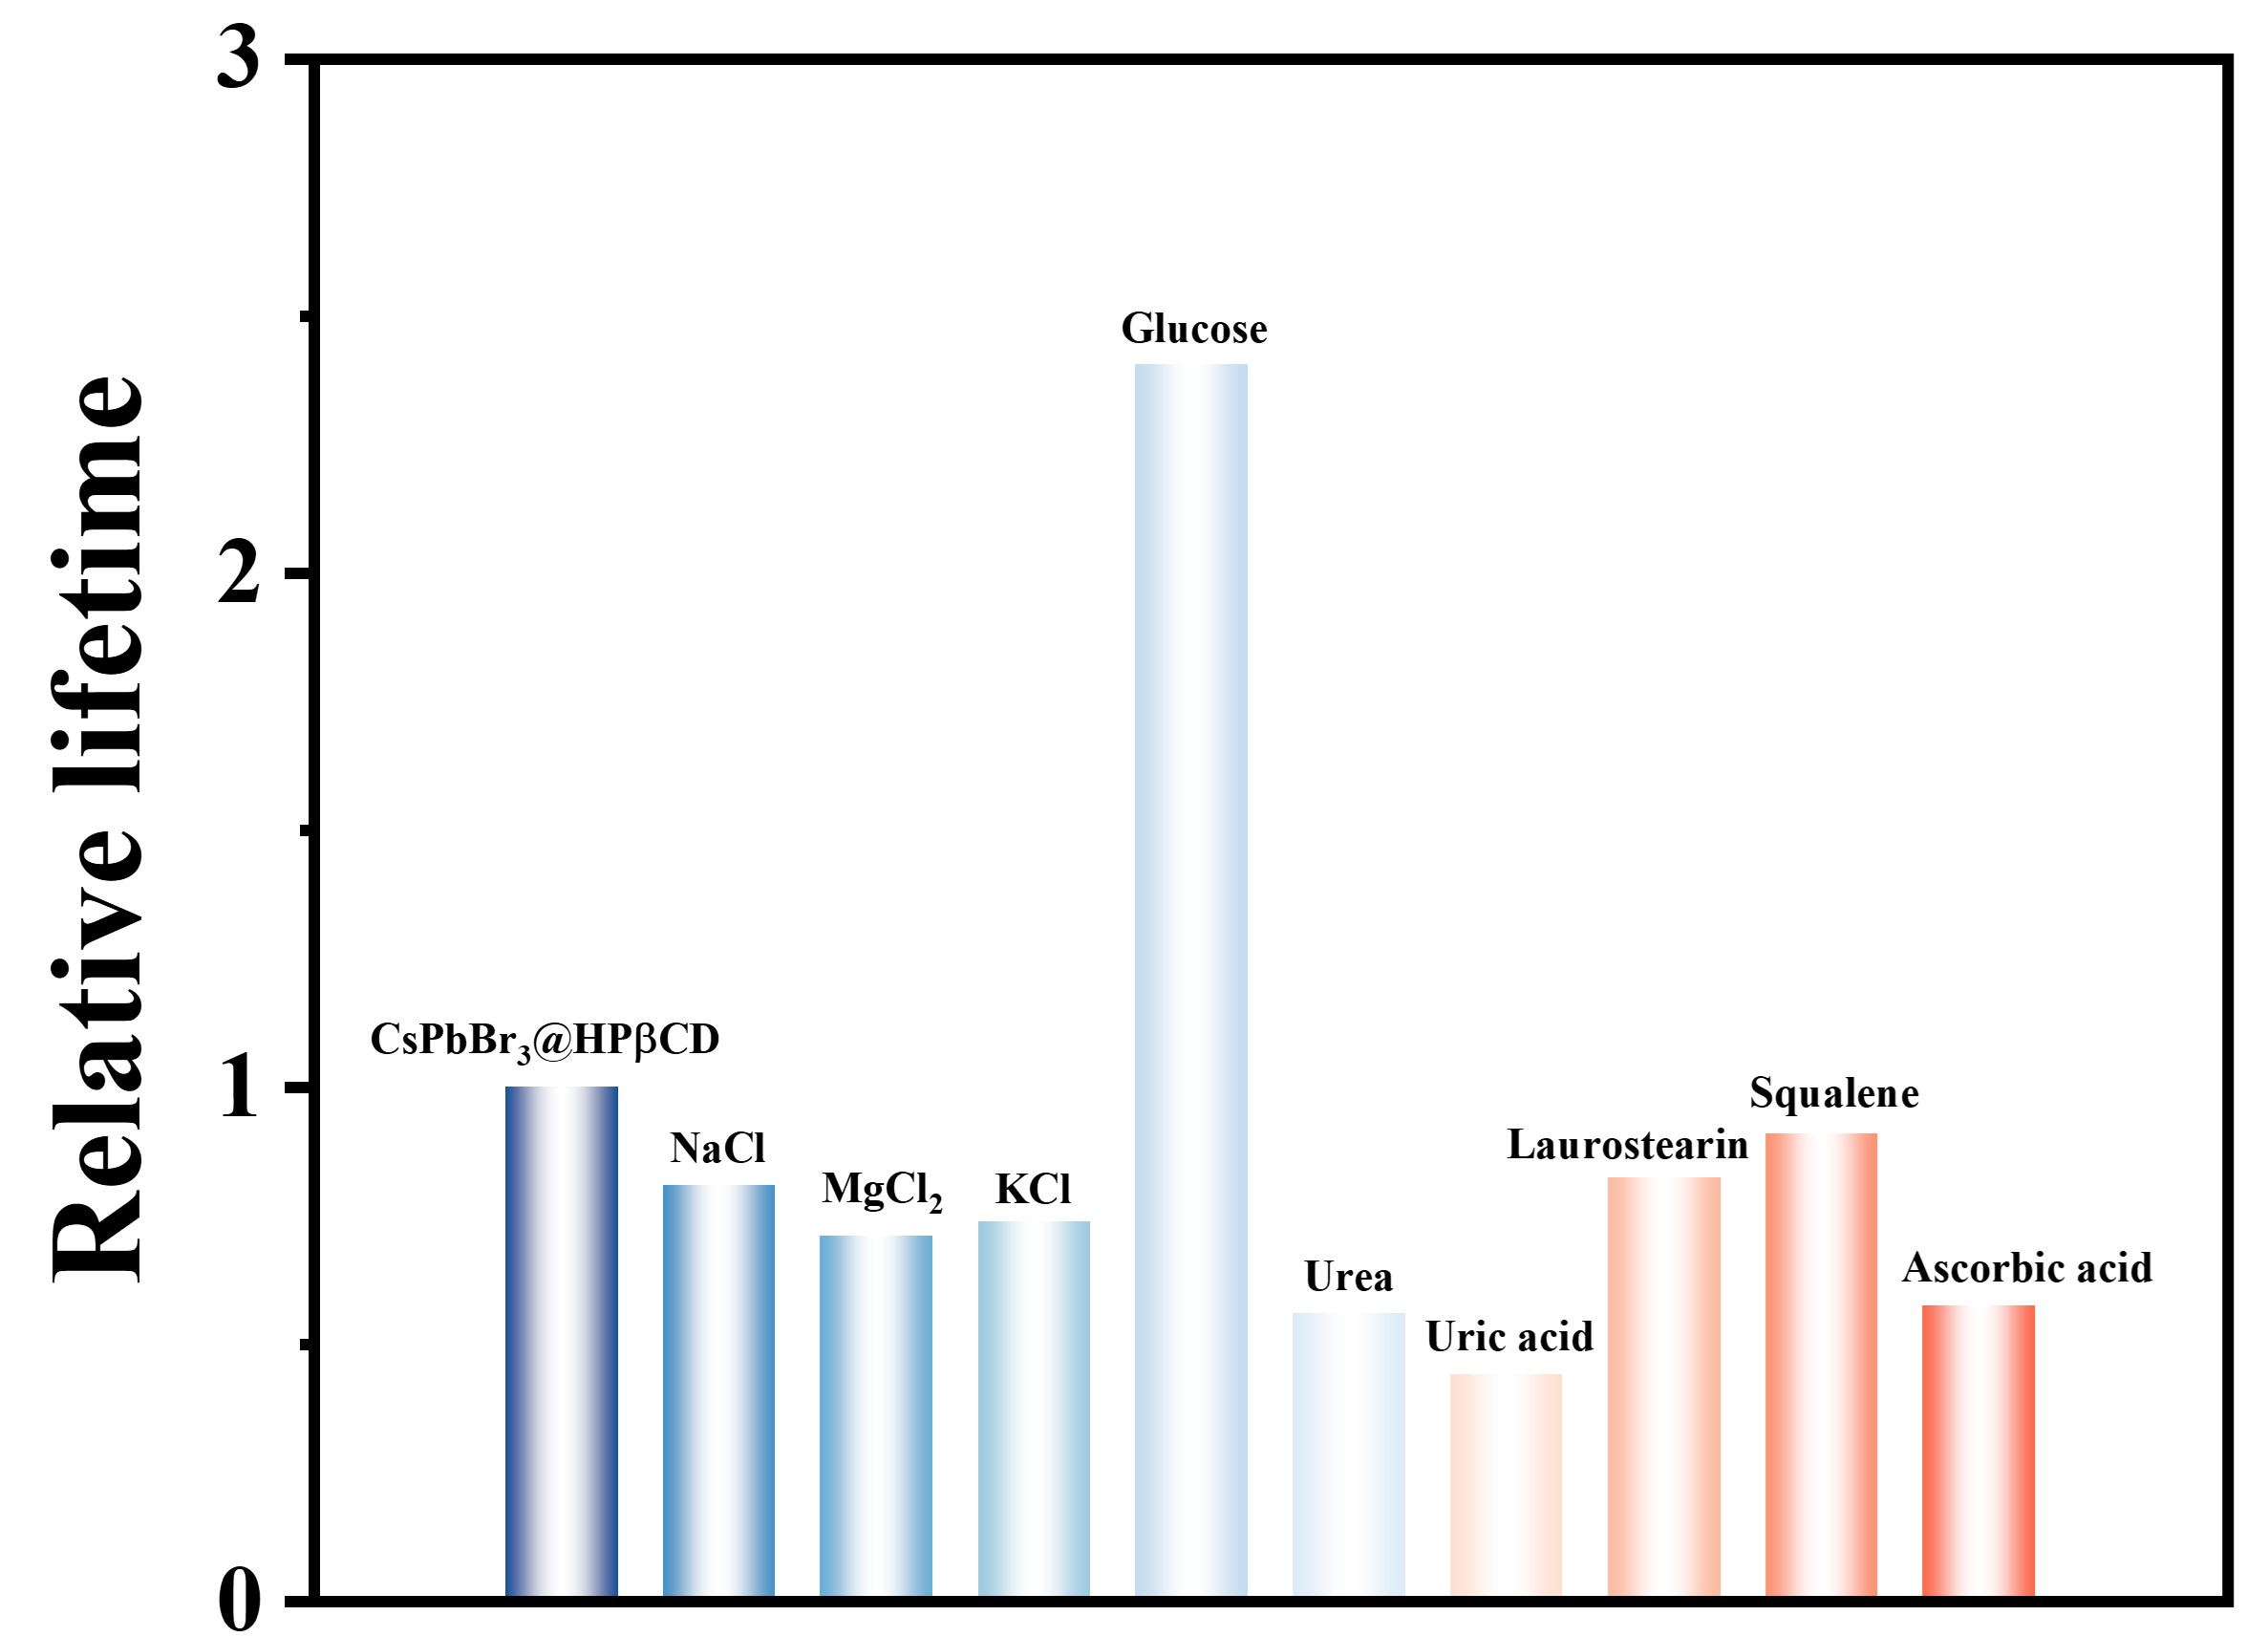 Relative lifetime
3
2
1
0
CsPbBr₃@HPβCD
NaCl
MgCl₂
KCl
Glucose
Urea
Uric acid
Laurostearin
Squalene
Ascorbic acid